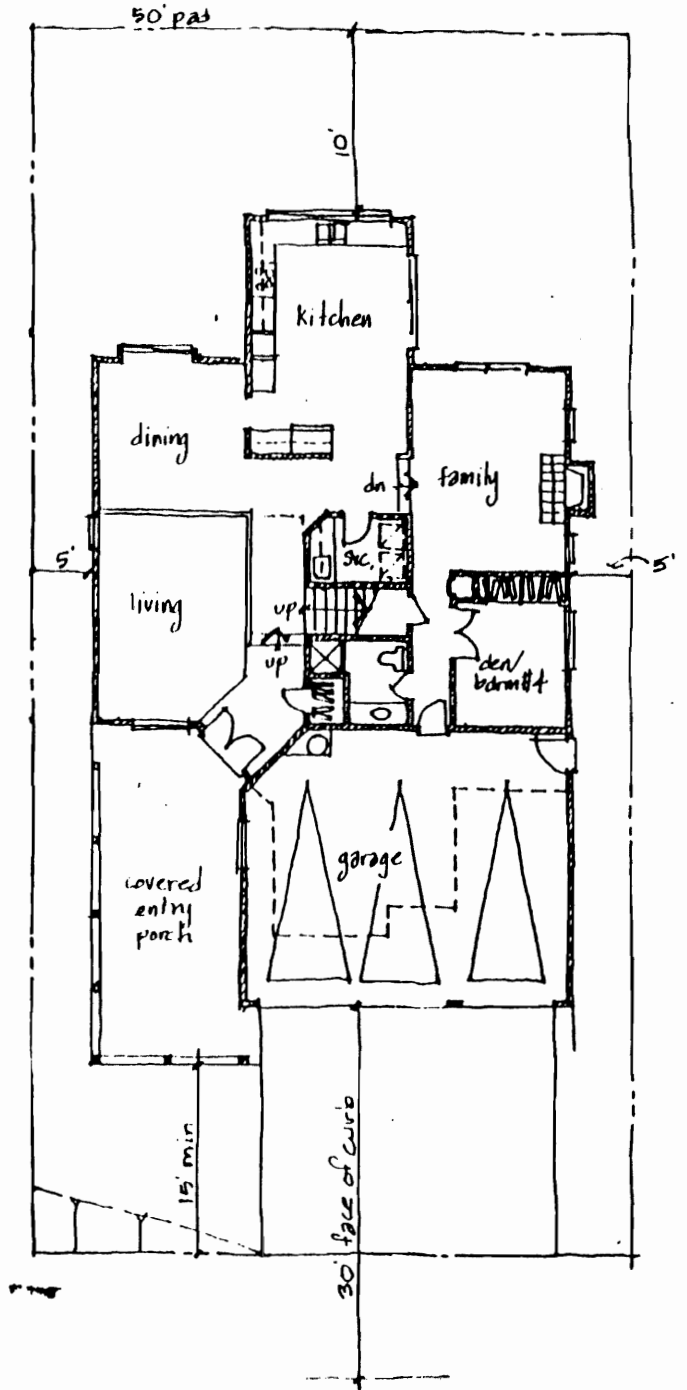 50' pad
10'
kitchen
dining
family
dn
5'
5'
living
up
up
den/
bdrm#4
garage
covered
entry
porch
15' min
30' face of curb